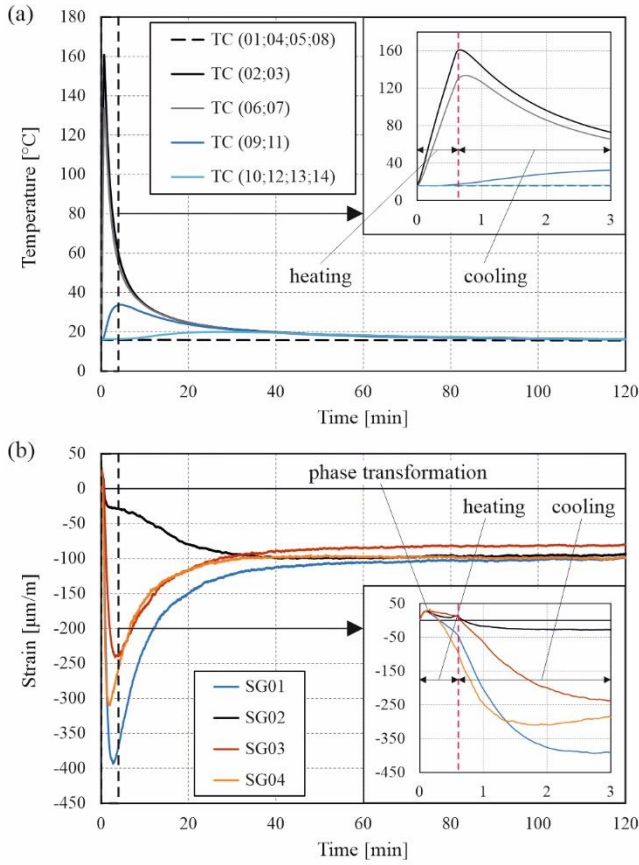 (a)
180
160
140
120
100
80
60
40
20
0
Temperature [°C]
TC (01;04;05;08)
TC (02;03)
TC (06;07)
TC (09;11)
TC (10;12;13;14)
160
120
80
40
0
0 1 2 3
heating
cooling
0 20 40 60 80 100 120
Time [min]
(b)
50
0
-50
-100
-150
-200
-250
-300
-350
-400
-450
Strain [µm/m]
phase transformation
heating
cooling
SG01
SG02
SG03
SG04
50
-50
-150
-250
-350
-450
0 1 2 3
0 20 40 60 80 100 120
Time [min]